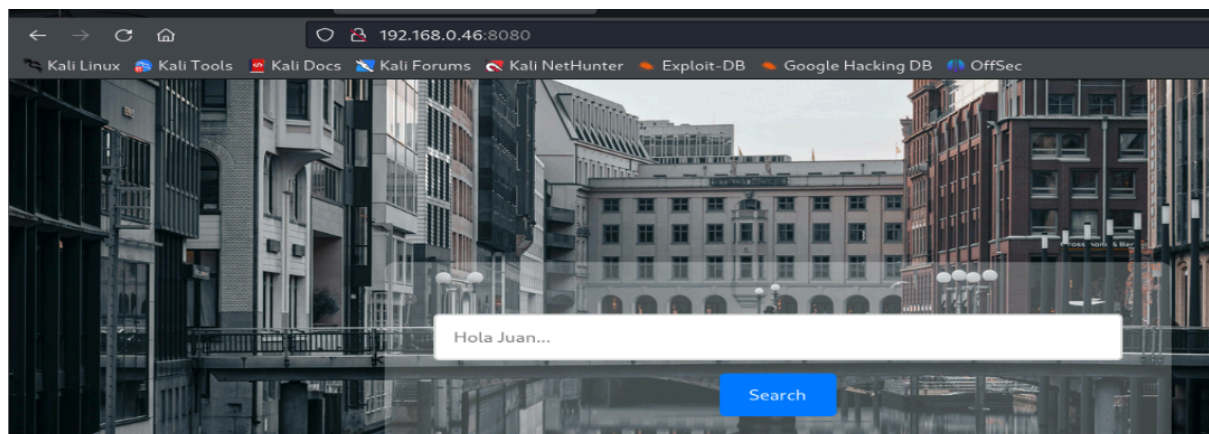 192.168.0.46:8080
Kali Linux Kali Tools Kali Docs Kali Forums Kali NetHunter Exploit-DB Google Hacking DB OffSec
Hola Juan...
Search